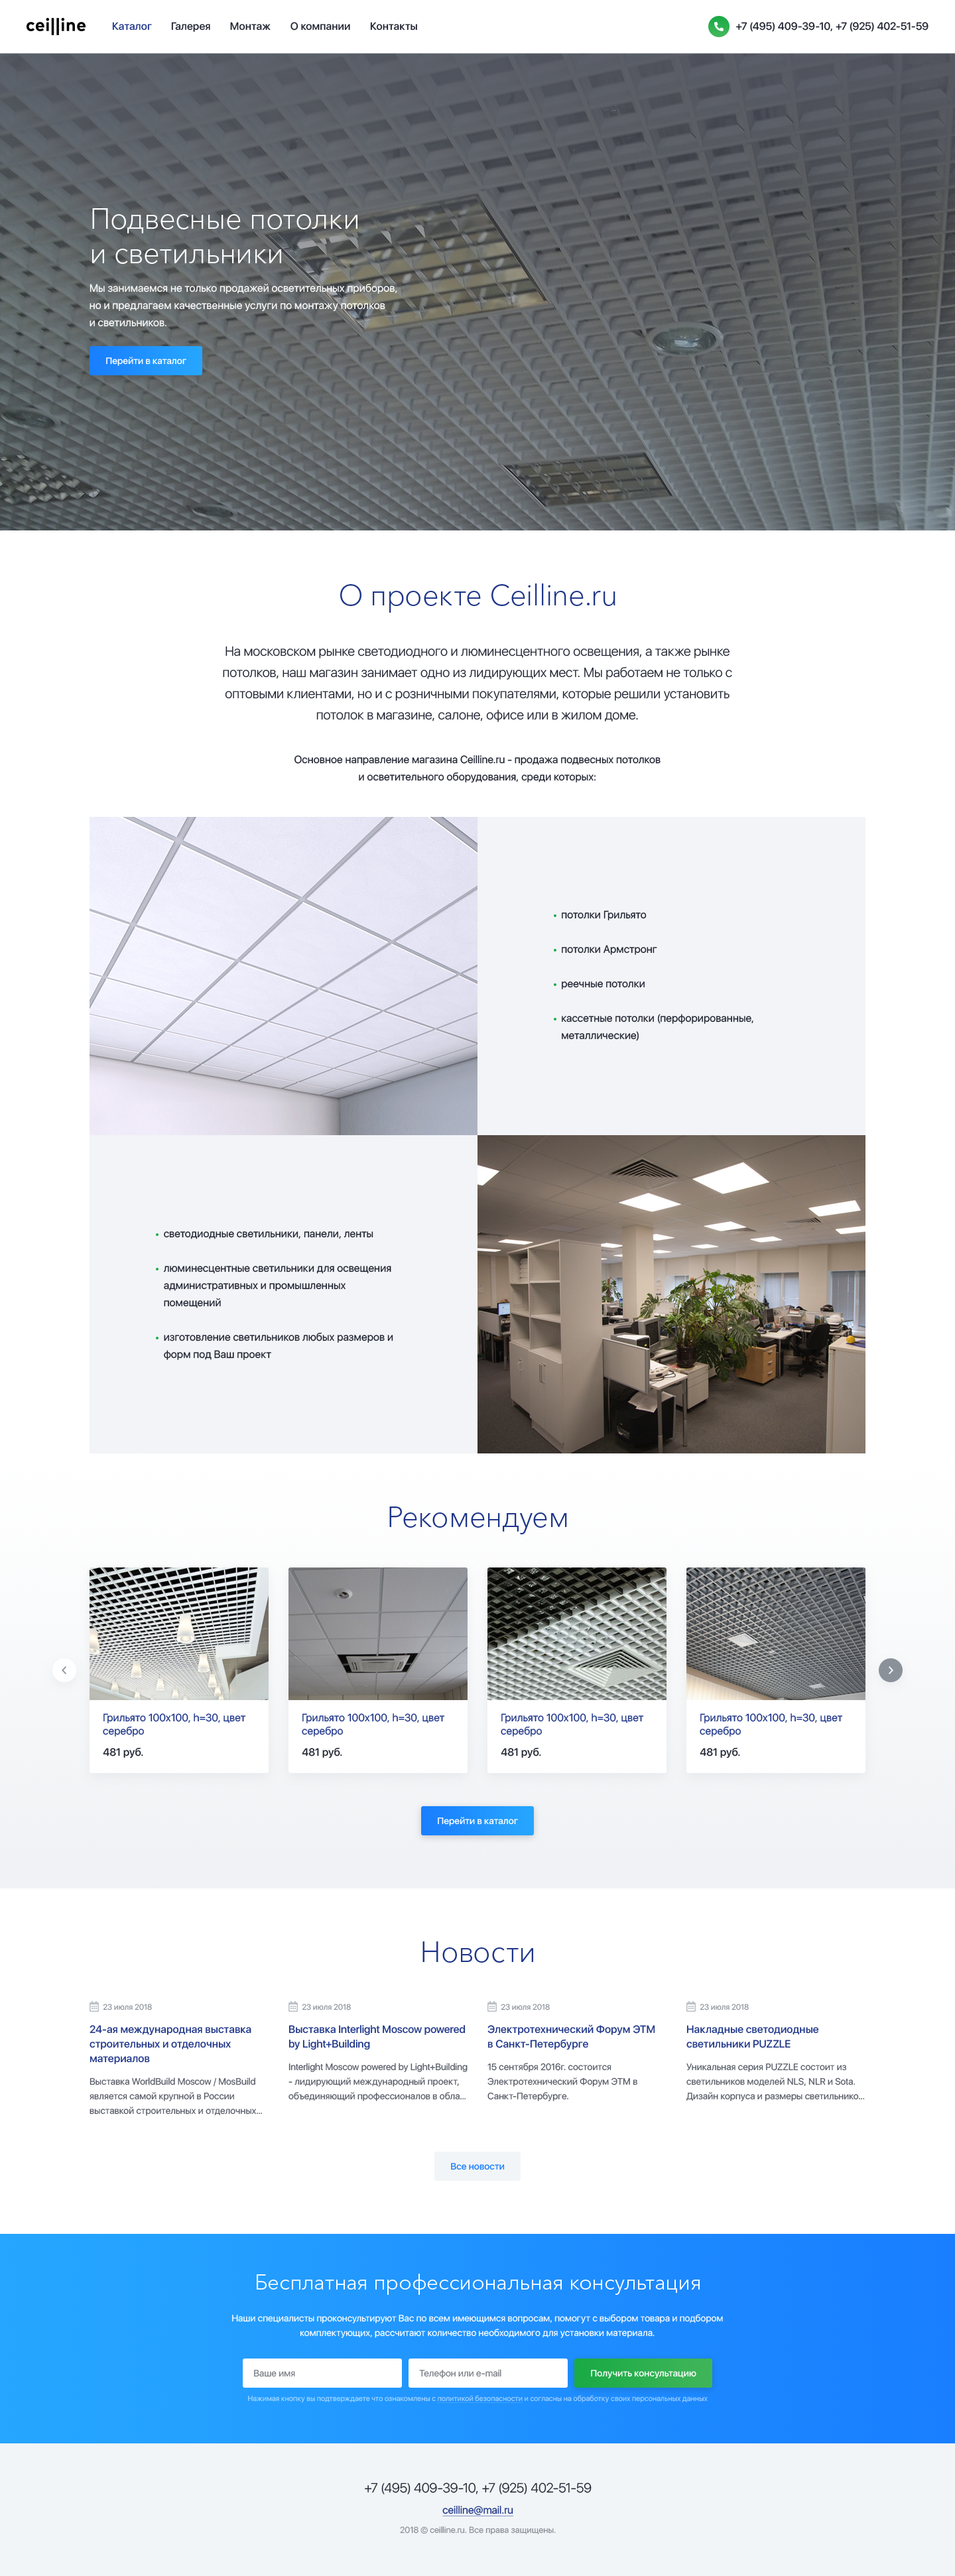 ceilline
Каталог
Галерея
Монтаж
О компании
Контакты
+7 (495) 409-39-10, +7 (925) 402-51-59
Подвесные потолки
и светильники
Мы занимаемся не только продажей осветительных приборов,
но и предлагаем качественные услуги по монтажу потолков
и светильников.
Перейти в каталог
О проекте Ceilline.ru
На московском рынке светодиодного и люминесцентного освещения, а также рынке
потолков, наш магазин занимает одно из лидирующих мест. Мы работаем не только с
оптовыми клиентами, но и с розничными покупателями, которые решили установить
потолок в магазине, салоне, офисе или в жилом доме.
Основное направление магазина Ceilline.ru - продажа подвесных потолков
и осветительного оборудования, среди которых:
потолки Грильято
потолки Армстронг
реечные потолки
кассетные потолки (перфорированные,
металлические)
светодиодные светильники, панели, ленты
люминесцентные светильники для освещения
административных и промышленных
помещений
изготовление светильников любых размеров и
форм под Ваш проект
Рекомендуем
Грильято 100x100, h=30, цвет
серебро
481 руб.
Грильято 100x100, h=30, цвет
серебро
481 руб.
Грильято 100x100, h=30, цвет
серебро
481 руб.
Грильято 100x100, h=30, цвет
серебро
481 руб.
Перейти в каталог
Новости
23 июля 2018
24-ая международная выставка
строительных и отделочных
материалов
Выставка WorldBuild Moscow / MosBuild
является самой крупной в России
выставкой строительных и отделочных...
23 июля 2018
Выставка Interlight Moscow powered
by Light+Building
Interlight Moscow powered by Light+Building
- лидирующий международный проект,
объединяющий профессионалов в обла...
23 июля 2018
Электротехнический Форум ЭТМ
в Санкт-Петербурге
15 сентября 2016г. состоится
Электротехнический Форум ЭТМ в
Санкт-Петербурге.
23 июля 2018
Накладные светодиодные
светильники PUZZLE
Уникальная серия PUZZLE состоит из
светильников моделей NLS, NLR и Sota.
Дизайн корпуса и размеры светильнико...
Все новости
Бесплатная профессиональная консультация
Наши специалисты проконсультируют Вас по всем имеющимся вопросам, помогут с выбором товара и подбором
комплектующих, рассчитают количество необходимого для установки материала.
Ваше имя
Телефон или e-mail
Получить консультацию
Нажимая кнопку вы подтверждаете что ознакомлены с политикой безопасности и согласны на обработку своих персональных данных
+7 (495) 409-39-10, +7 (925) 402-51-59
ceilline@mail.ru
2018 © ceilline.ru. Все права защищены.